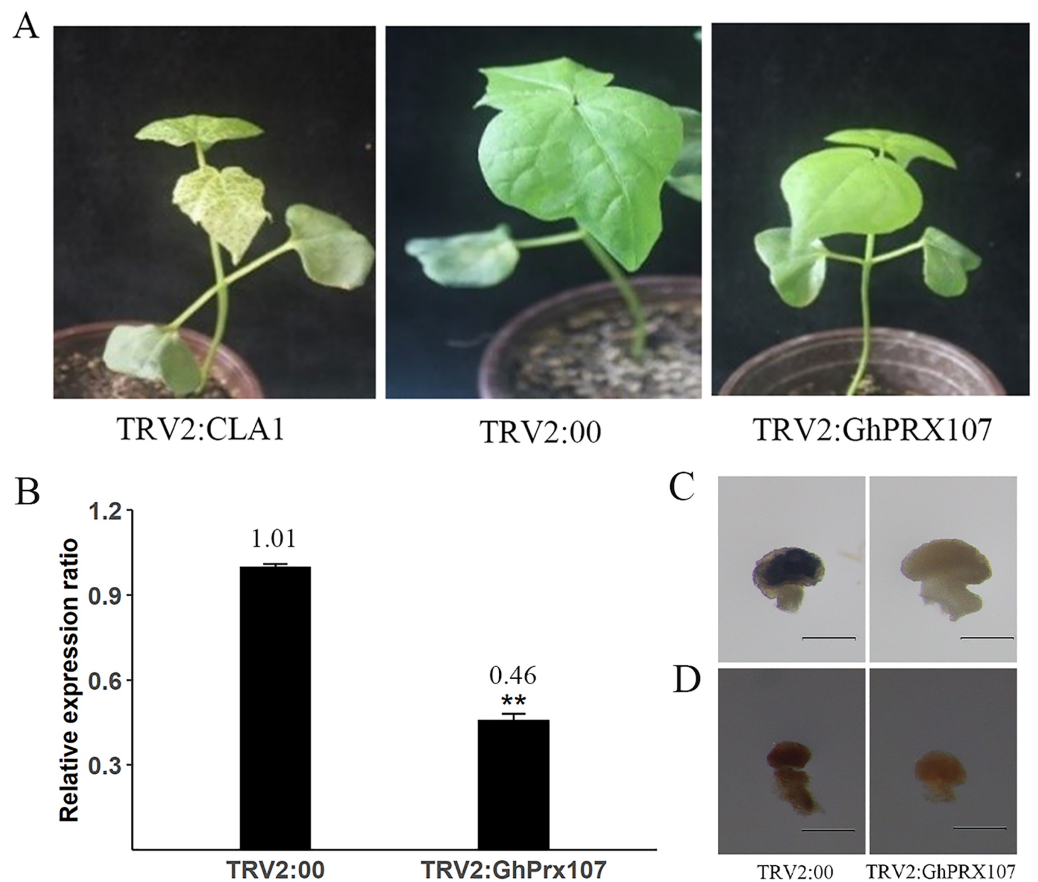 A
TRV2:CLA1
TRV2:00
TRV2:GhPRX107
B
1.2
0.9
0.6
0.3
Relative expression ratio
1.01
0.46
**
TRV2:00
TRV2:GhPrx107
C
D
TRV2:00
TRV2:GhPRX107